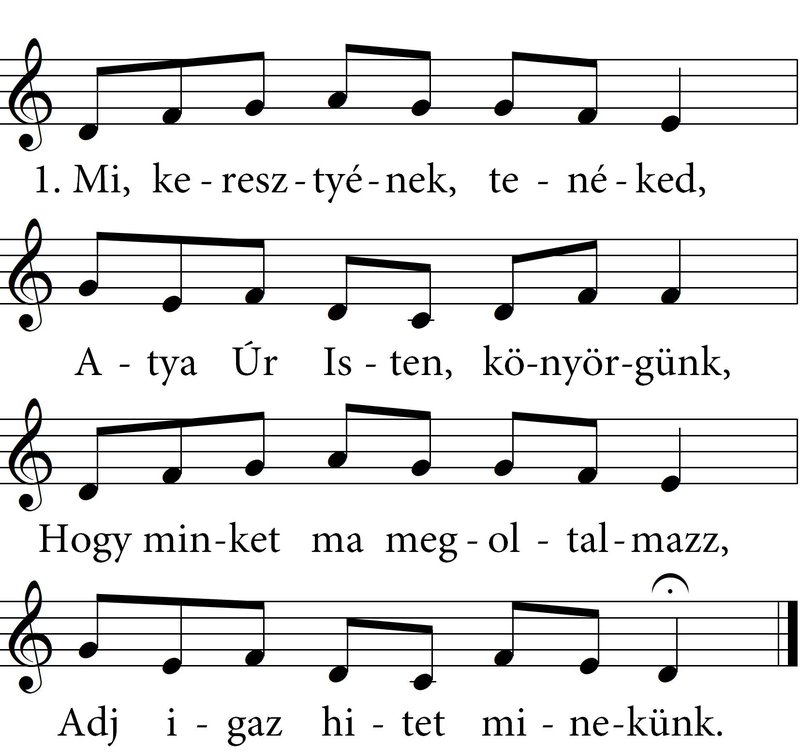 1. Mi, ke - resz - tyé - nek, te - né - ked,
A - tya Úr Is - ten, kö-nyör-günk,
Hogy min-ket ma meg - ol - tal-mazz,
Adj i - gaz hi - tet mi - ne-künk.